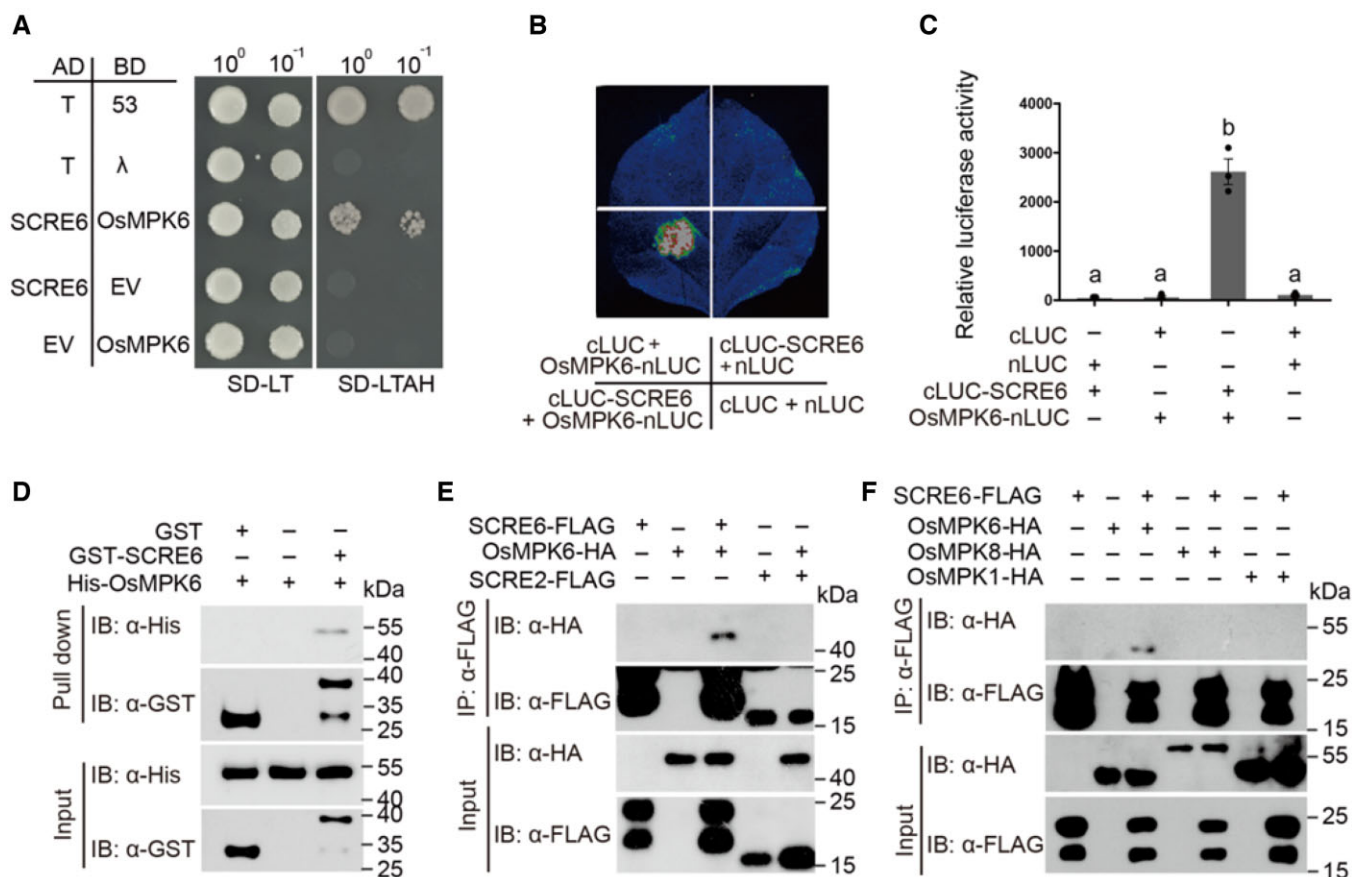 A
AD BD 10⁰ 10⁻¹ 10⁰ 10⁻¹
T 53
T λ
SCRE6 OsMPK6
SCRE6 EV
EV OsMPK6
SD-LT SD-LTAH
B
cLUC + OsMPK6-nLUC
cLUC-SCRE6 +nLUC
cLUC-SCRE6 + OsMPK6-nLUC
cLUC + nLUC
C
Relative luciferase activity
4000
3000
2000
1000
0
a a b a
cLUC – + – +
nLUC + – – +
cLUC-SCRE6 + – + –
OsMPK6-nLUC – + + –
D
GST + – –
GST-SCRE6 – – +
His-OsMPK6 + + +
kDa
Pull down
IB: α-His 55 40
IB: α-GST 40 35 25
Input
IB: α-His 55 40
IB: α-GST 40 35 25
E
SCRE6-FLAG + – + – –
OsMPK6-HA – + + – +
SCRE2-FLAG – – – + +
kDa
IP: α-FLAG
IB: α-HA 40
IB: α-FLAG 25 15
Input
IB: α-HA 40
IB: α-FLAG 25 15
F
SCRE6-FLAG + – + – + – +
OsMPK6-HA – + + – – – –
OsMPK8-HA – – – + + – –
OsMPK1-HA – – – – – + +
kDa
IP: α-FLAG
IB: α-HA 55 40
IB: α-FLAG 25 15
Input
IB: α-HA 55 40
IB: α-FLAG 25 15